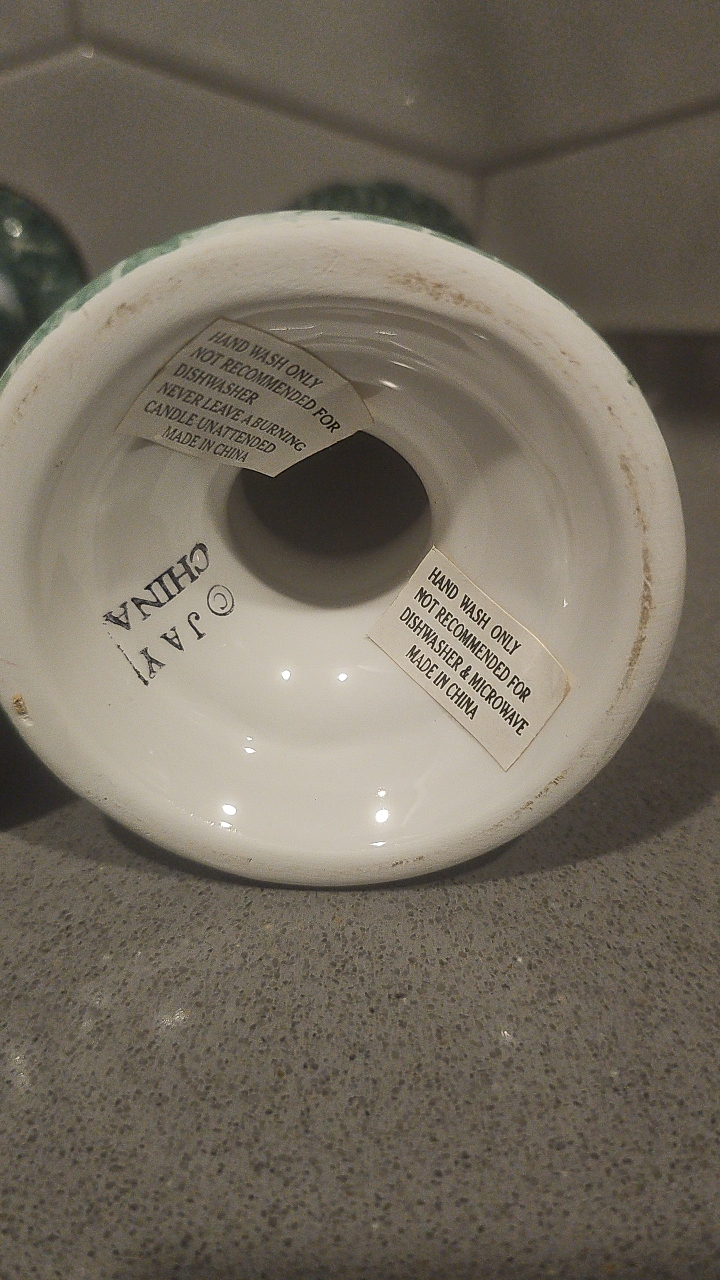 HAND WASH ONLY
NOT RECOMMENDED FOR
DISHWASHER
NEVER LEAVE A BURNING
CANDLE UNATTENDED
MADE IN CHINA
© JAY
CHINA
HAND WASH ONLY
NOT RECOMMENDED FOR
DISHWASHER & MICROWAVE
MADE IN CHINA